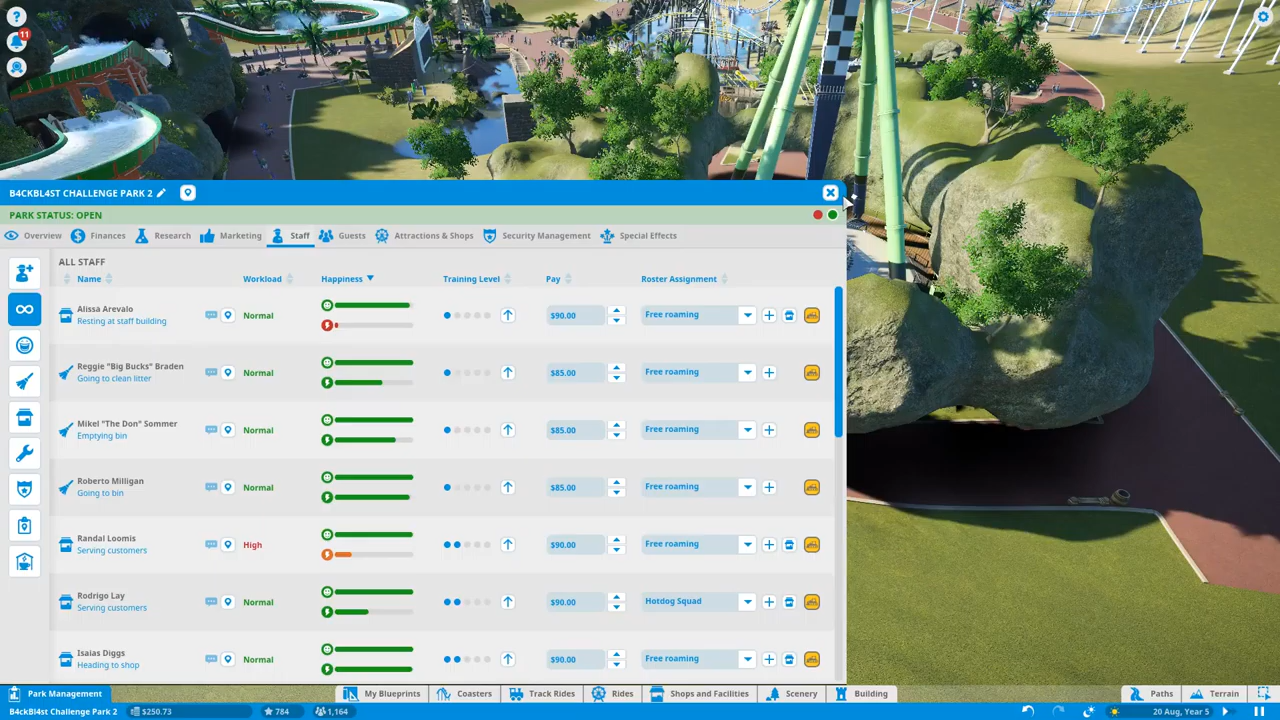 ?
11
B4CKBL4ST CHALLENGE PARK 2
PARK STATUS: OPEN
Overview Finances Research Marketing Staff Guests Attractions & Shops Security Management Special Effects
ALL STAFF
Name Workload Happiness Training Level Pay Roster Assignment
Alissa Arevalo
Resting at staff building
Normal $90.00 Free roaming
Reggie "Big Bucks" Braden
Going to clean litter
Normal $85.00 Free roaming
Mikel "The Don" Sommer
Emptying bin
Normal $85.00 Free roaming
Roberto Milligan
Going to bin
Normal $85.00 Free roaming
Randal Loomis
Serving customers
High $90.00 Free roaming
Rodrigo Lay
Serving customers
Normal $90.00 Hotdog Squad
Isaias Diggs
Heading to shop
Normal $90.00 Free roaming
Park Management My Blueprints Coasters Track Rides Rides Shops and Facilities Scenery Building Paths Terrain
B4ckBl4st Challenge Park 2 $250.73 784 1,164 20 Aug, Year 5